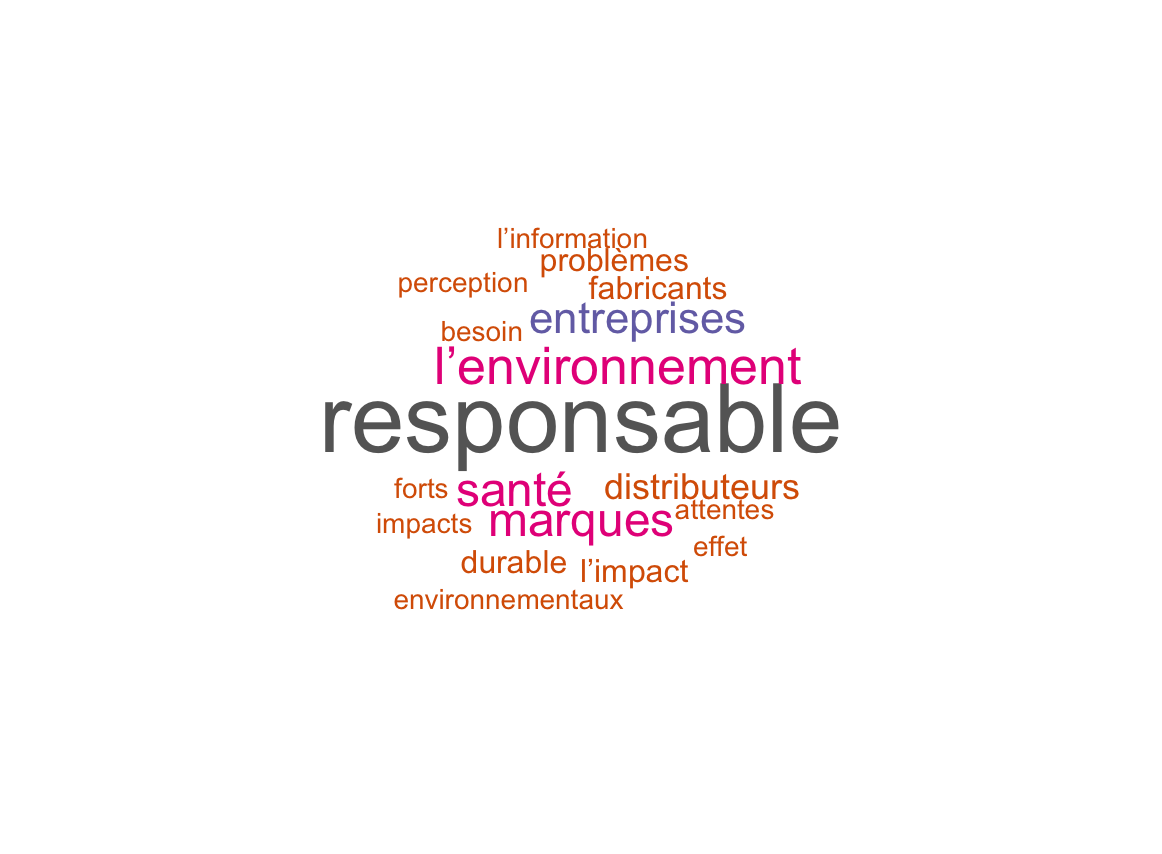 l’information
problèmes
perception
fabricants
entreprises
besoin
l’environnement
responsable
forts
santé
distributeurs
attentes
impacts
marques
effet
durable
l’impact
environnementaux